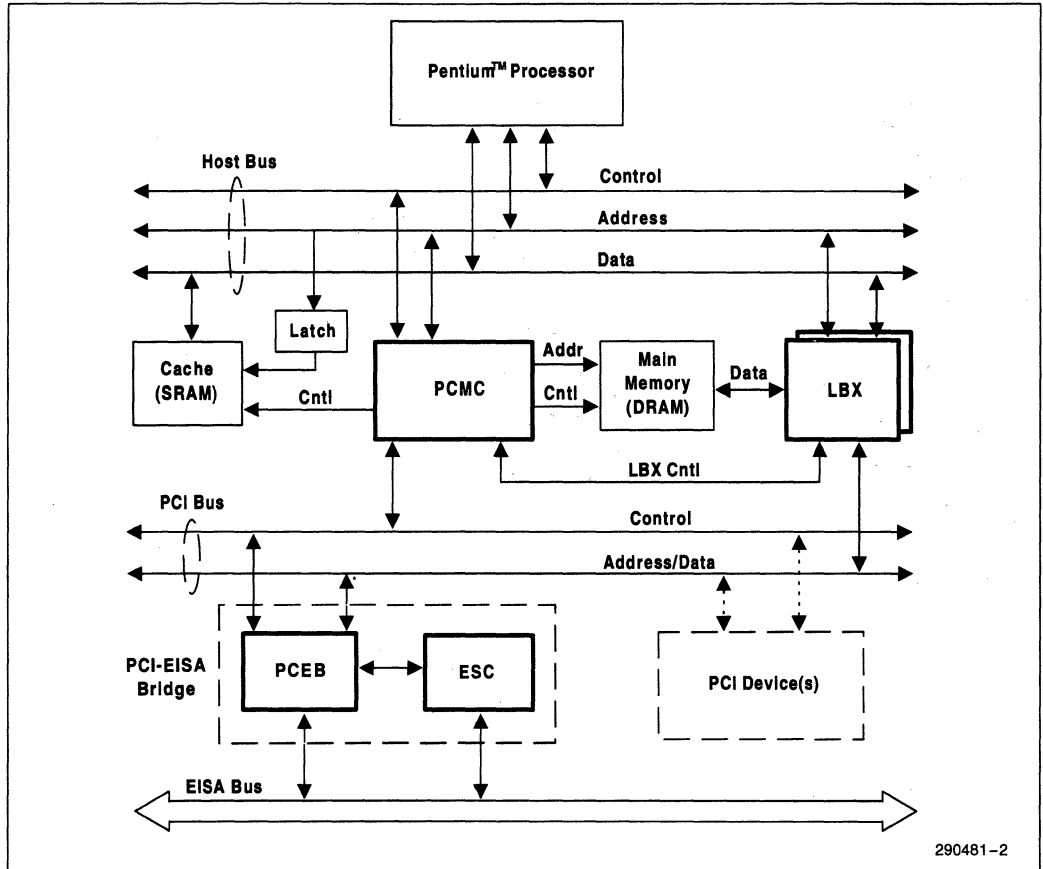 Pentium™ Processor
Host Bus
Control
Address
Data
Latch
Cache
(SRAM)
Cntl
PCMC
Addr
Cntl
Main
Memory
(DRAM)
Data
LBX
LBX Cntl
PCI Bus
Control
Address/Data
PCI-EISA
Bridge
PCEB
ESC
PCI Device(s)
EISA Bus
290481-2